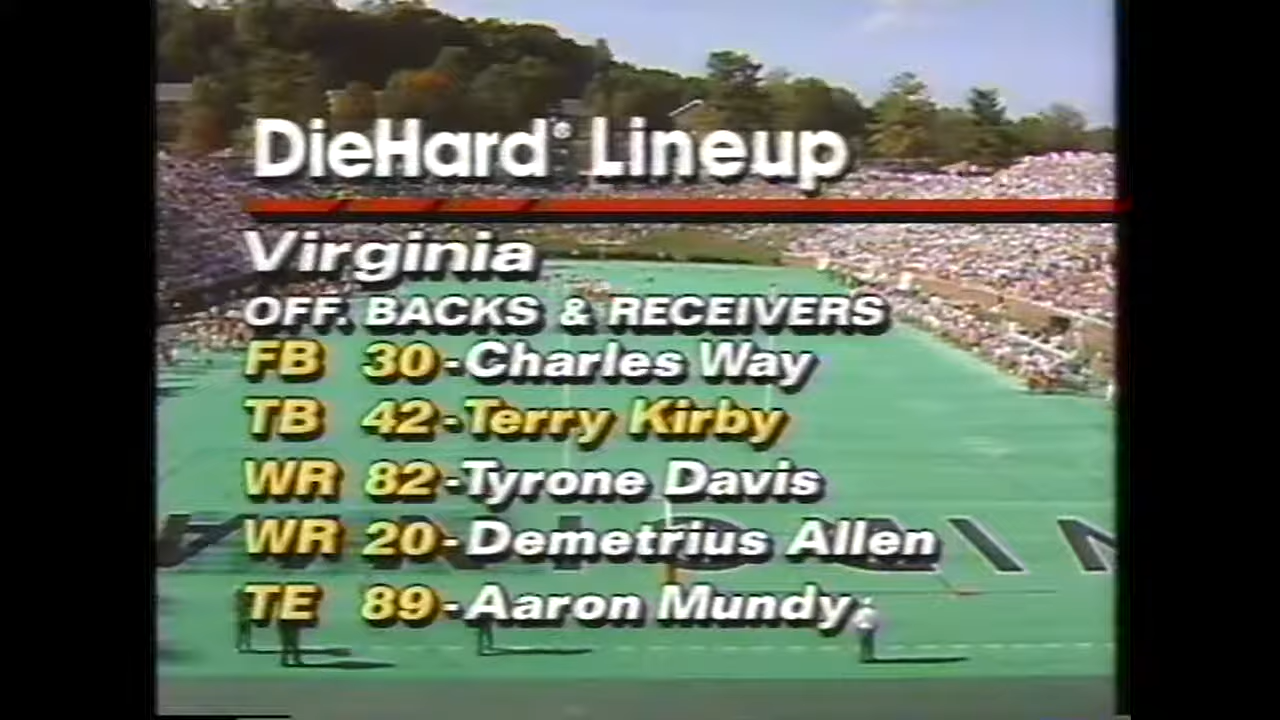 DieHard® Lineup
Virginia
OFF. BACKS & RECEIVERS
FB 30-Charles Way
TB 42-Terry Kirby
WR 82-Tyrone Davis
WR 20-Demetrius Allen
TE 89-Aaron Mundy